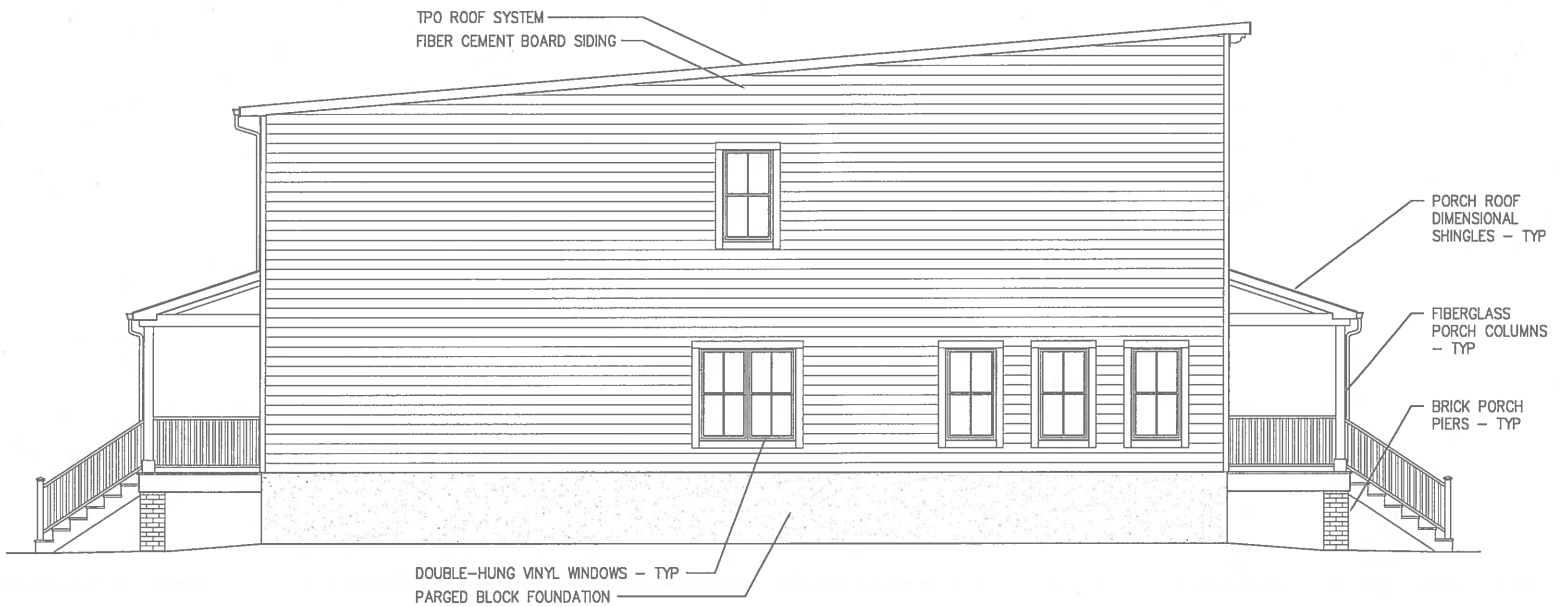 TPO ROOF SYSTEM
FIBER CEMENT BOARD SIDING
PORCH ROOF
DIMENSIONAL
SHINGLES – TYP
FIBERGLASS
PORCH COLUMNS
– TYP
BRICK PORCH
PIERS – TYP
DOUBLE-HUNG VINYL WINDOWS – TYP
PARGED BLOCK FOUNDATION